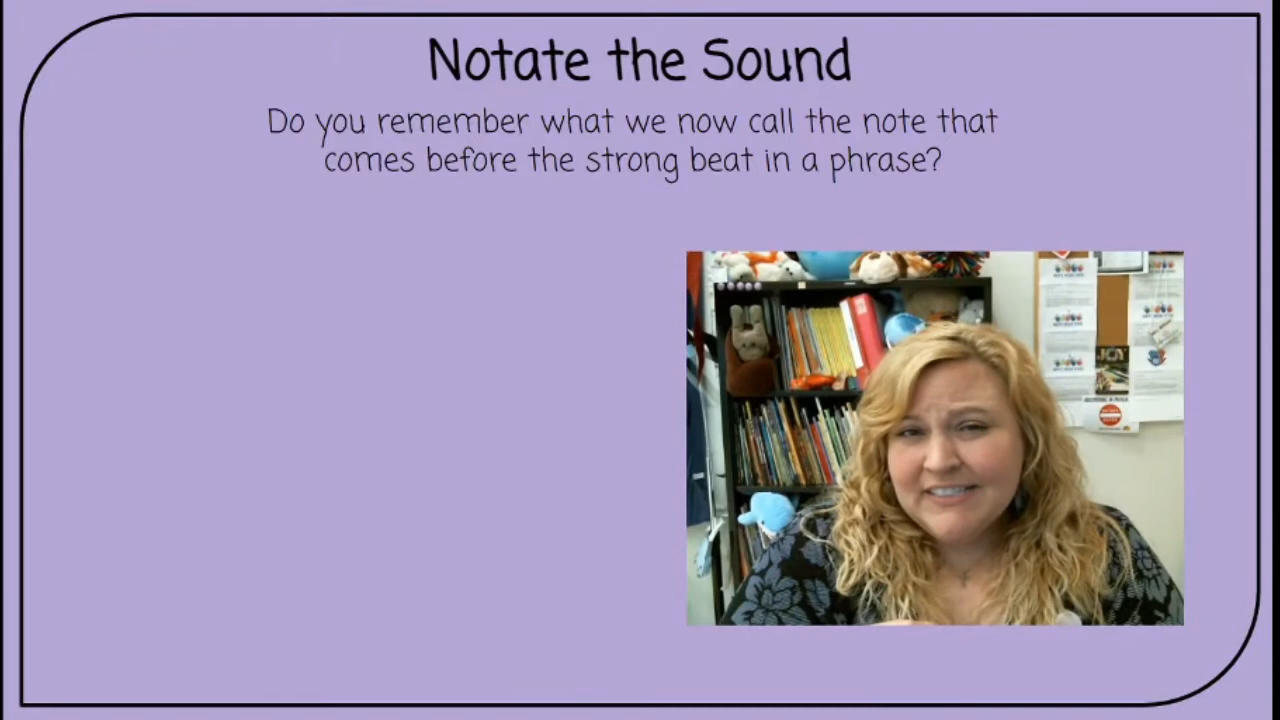 Notate the Sound
Do you remember what we now call the note that
comes before the strong beat in a phrase?
JOY